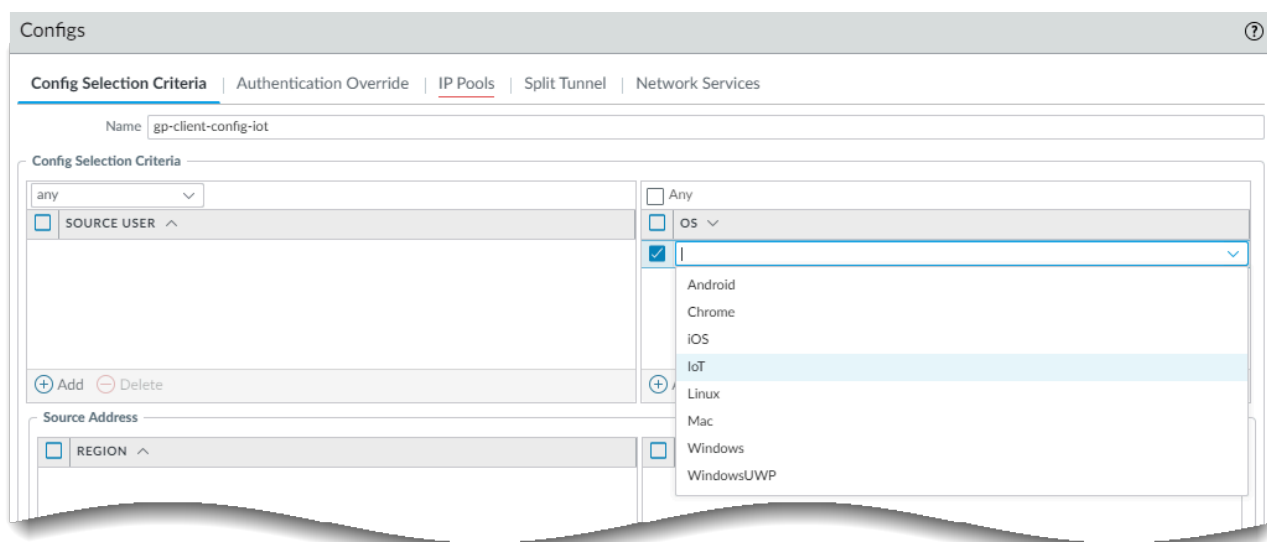 Configs
Config Selection Criteria | Authentication Override | IP Pools | Split Tunnel | Network Services
Name gp-client-config-iot
Config Selection Criteria
any
SOURCE USER
Any
OS
Android
Chrome
iOS
IoT
Linux
Mac
Windows
WindowsUWP
Add Delete
Source Address
REGION